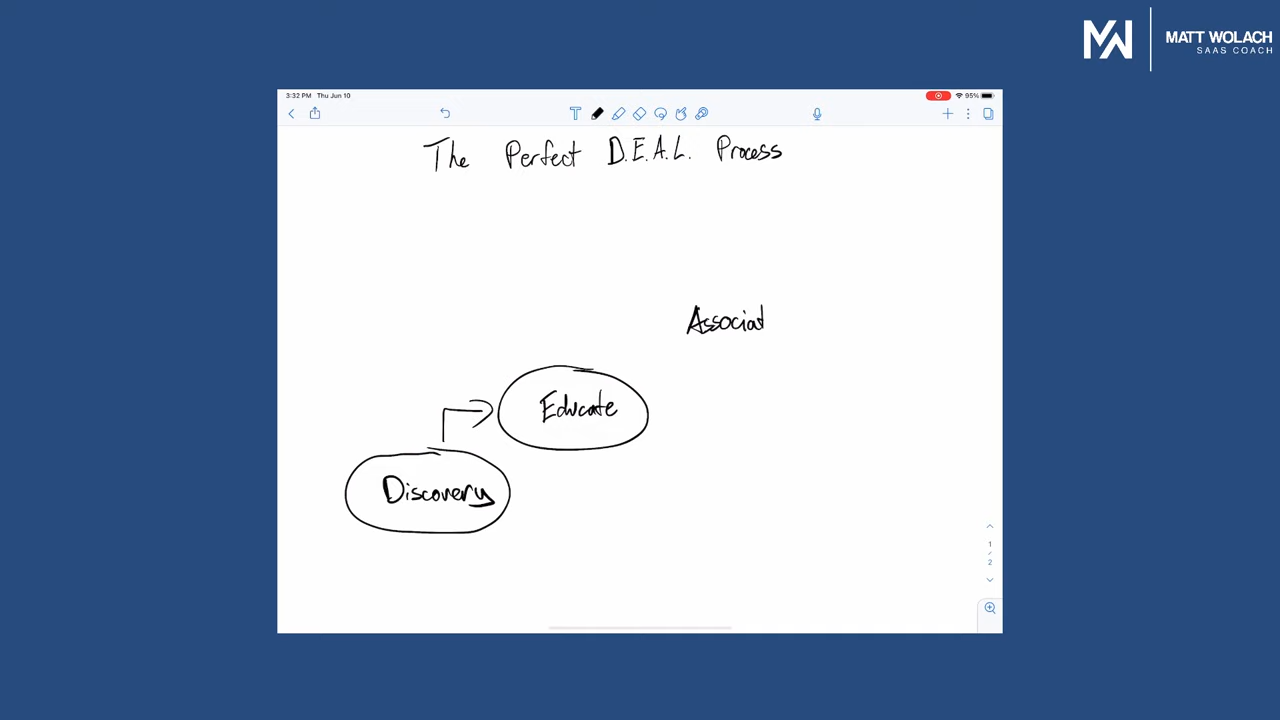 MATT WOLACH
SAAS COACH
3:32 PM Thu Jun 10
95%
The Perfect D.E.A.L. Process
Associat
Educate
Discovery
1
2